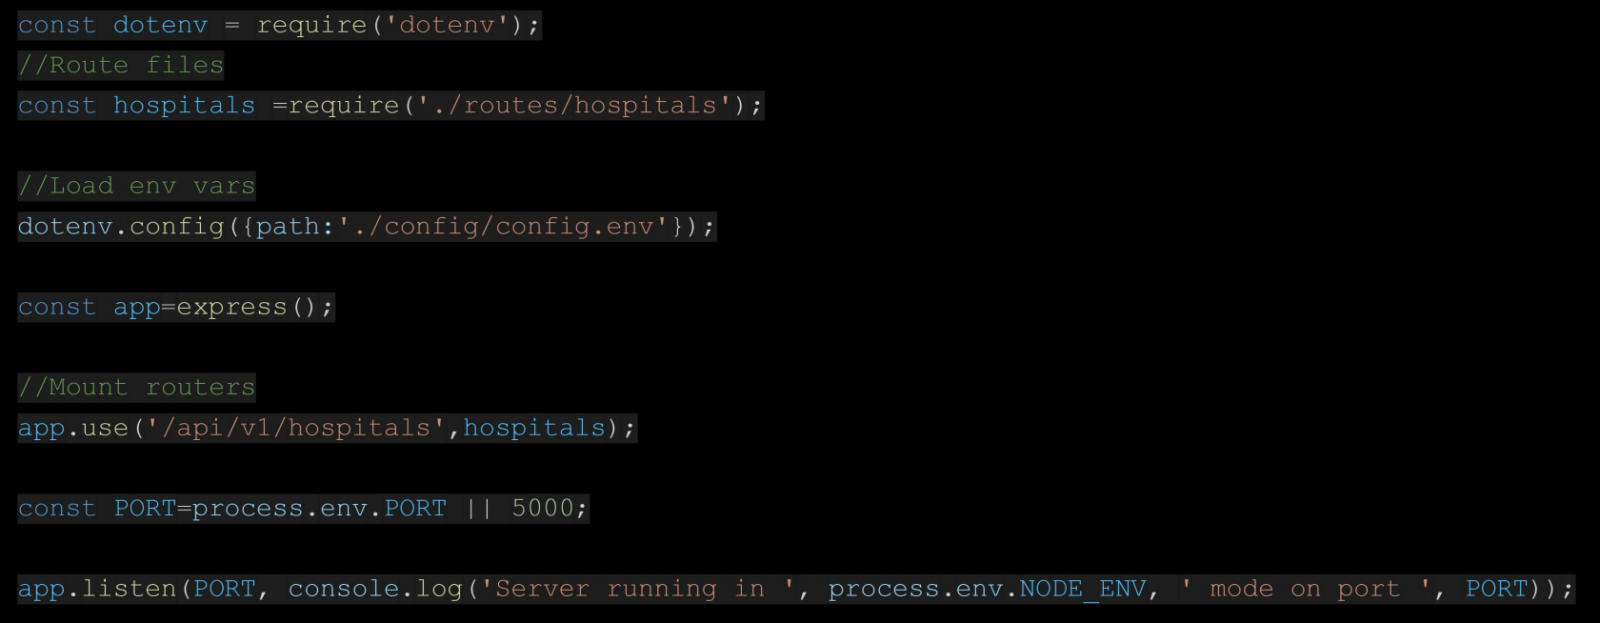 const dotenv = require('dotenv');
//Route files
const hospitals =require('./routes/hospitals');
//Load env vars
dotenv.config({path:'./config/config.env'});
const app=express();
//Mount routers
app.use('/api/v1/hospitals',hospitals);
const PORT=process.env.PORT || 5000;
app.listen(PORT, console.log('Server running in ', process.env.NODE_ENV, ' mode on port ', PORT));